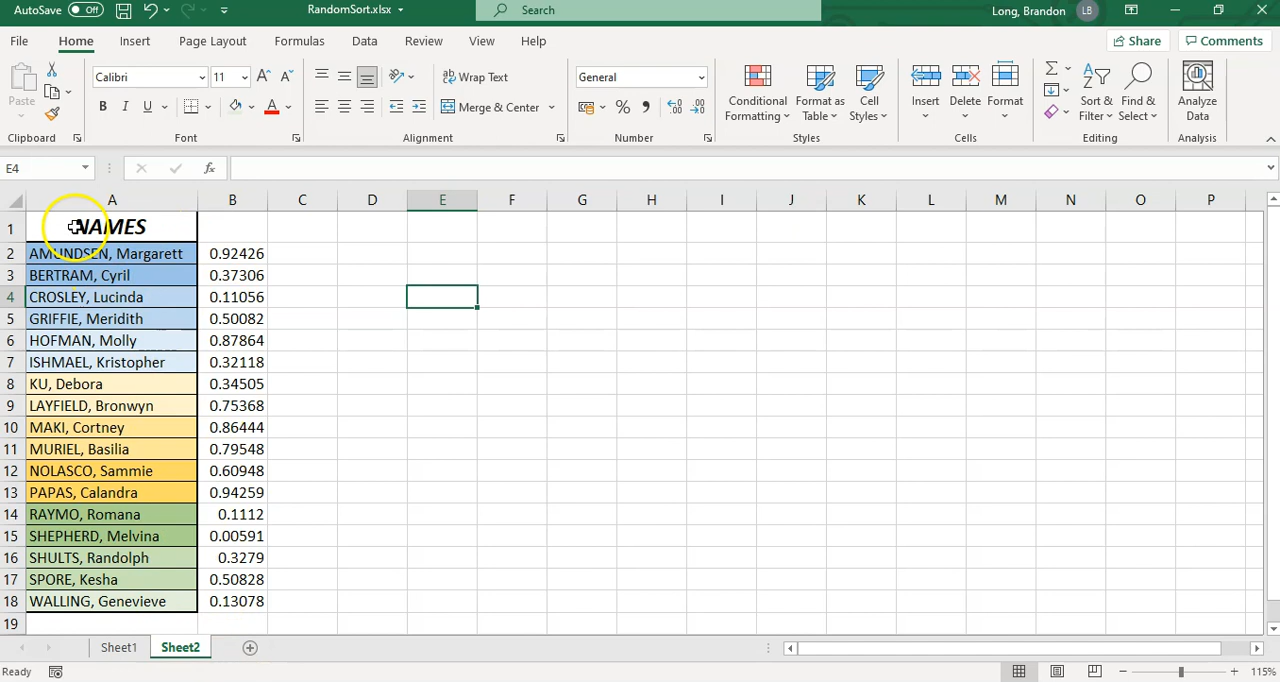 AutoSave Off RandomSort.xlsx Search Long, Brandon LB
File Home Insert Page Layout Formulas Data Review View Help Share Comments
Paste Calibri 11 A A Wrap Text General Conditional Formatting Format as Table Cell Styles Insert Delete Format Sort & Filter Find & Select Analyze Data
B I U A Merge & Center $ % , 
Clipboard Font Alignment Number Styles Cells Editing Analysis
E4 fx
A B C D E F G H I J K L M N O P
1 NAMES
2 AMUNDSEN, Margarett 0.92426
3 BERTRAM, Cyril 0.37306
4 CROSLEY, Lucinda 0.11056
5 GRIFFIE, Meridith 0.50082
6 HOFMAN, Molly 0.87864
7 ISHMAEL, Kristopher 0.32118
8 KU, Debora 0.34505
9 LAYFIELD, Bronwyn 0.75368
10 MAKI, Cortney 0.86444
11 MURIEL, Basilia 0.79548
12 NOLASCO, Sammie 0.60948
13 PAPAS, Calandra 0.94259
14 RAYMO, Romana 0.1112
15 SHEPHERD, Melvina 0.00591
16 SHULTS, Randolph 0.3279
17 SPORE, Kesha 0.50828
18 WALLING, Genevieve 0.13078
19
Sheet1 Sheet2
Ready 115%